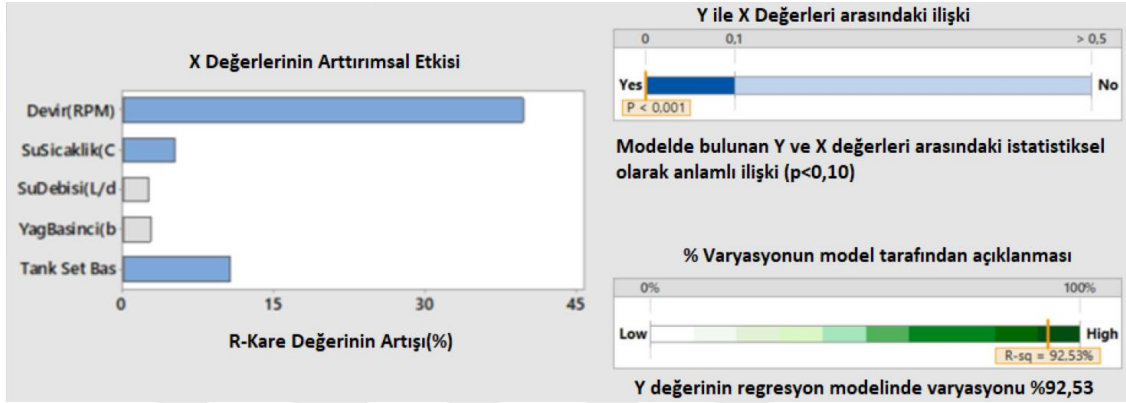 X Değerlerinin Arttırımsal Etkisi
Devir(RPM)
SuSicaklik(C
SuDebisi(L/d
YagBasinci(b
Tank Set Bas
0 15 30 45
R-Kare Değerinin Artışı(%)
Y ile X Değerleri arasındaki ilişki
0 0,1 > 0,5
Yes No
P < 0,001
Modelde bulunan Y ve X değerleri arasındaki istatistiksel
olarak anlamlı ilişki (p<0,10)
% Varyasyonun model tarafından açıklanması
0% 100%
Low High
R-sq = 92,53%
Y değerinin regresyon modelinde varyasyonu %92,53